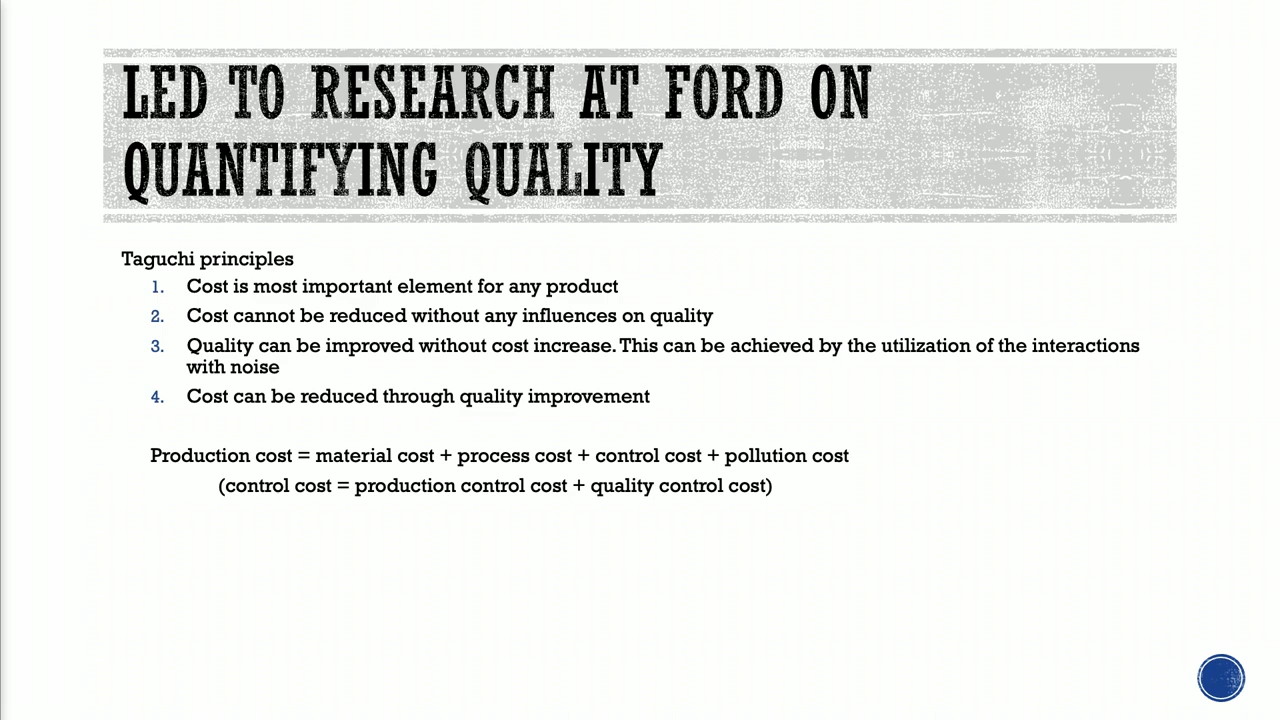 LED TO RESEARCH AT FORD ON
QUANTIFYING QUALITY
Taguchi principles
1. Cost is most important element for any product
2. Cost cannot be reduced without any influences on quality
3. Quality can be improved without cost increase. This can be achieved by the utilization of the interactions
with noise
4. Cost can be reduced through quality improvement
Production cost = material cost + process cost + control cost + pollution cost
(control cost = production control cost + quality control cost)